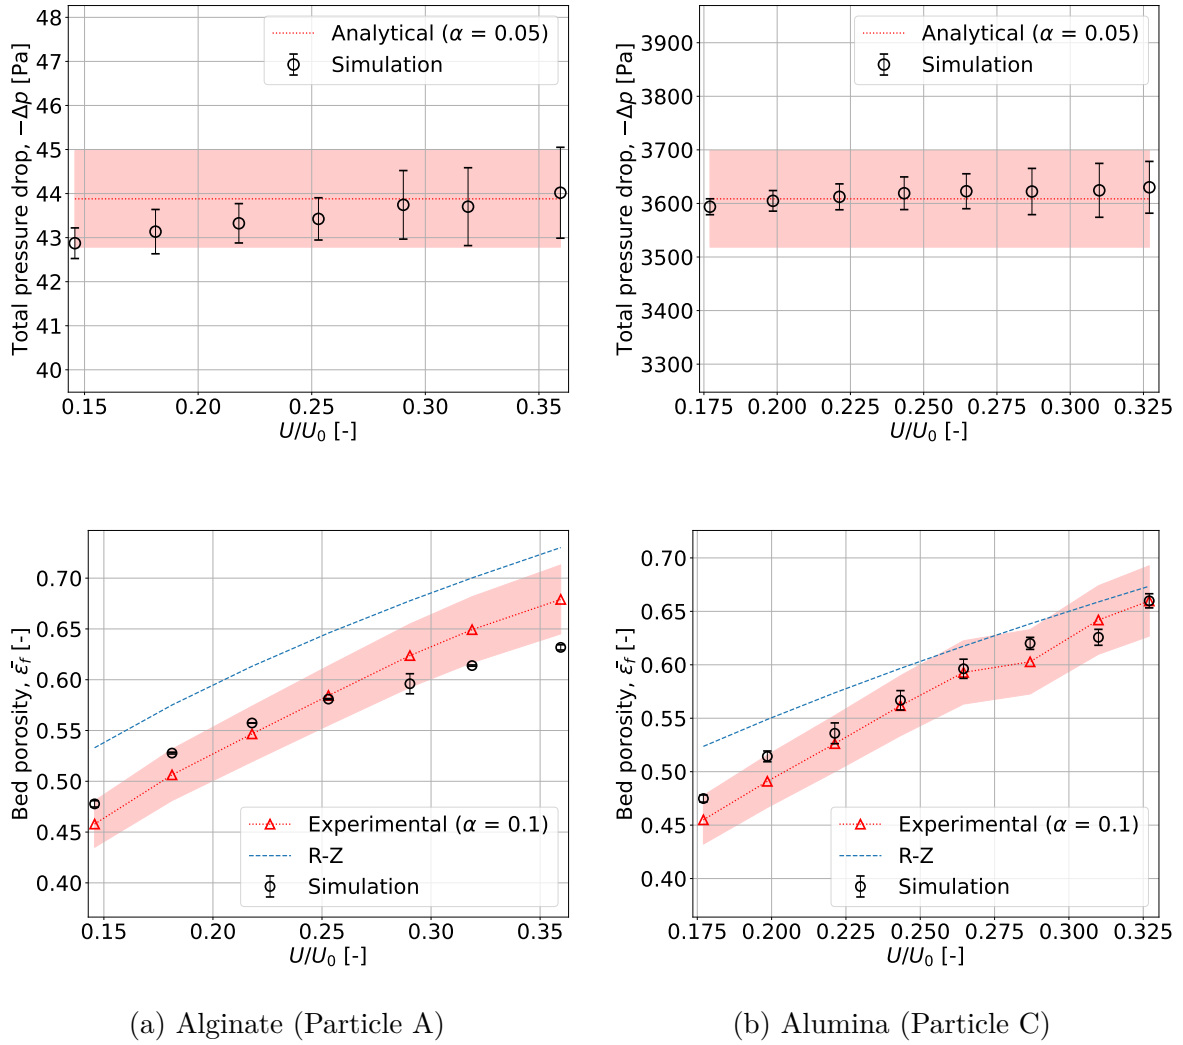 Total pressure drop, −Δp [Pa]
48
47
46
45
44
43
42
41
40
0.15 0.20 0.25 0.30 0.35
U/U₀ [-]
Analytical (α = 0.05)
Simulation
Total pressure drop, −Δp [Pa]
3900
3800
3700
3600
3500
3400
3300
0.175 0.200 0.225 0.250 0.275 0.300 0.325
U/U₀ [-]
Analytical (α = 0.05)
Simulation
Bed porosity, ε̄_f [-]
0.70
0.65
0.60
0.55
0.50
0.45
0.40
0.15 0.20 0.25 0.30 0.35
U/U₀ [-]
Experimental (α = 0.1)
R-Z
Simulation
Bed porosity, ε̄_f [-]
0.70
0.65
0.60
0.55
0.50
0.45
0.40
0.175 0.200 0.225 0.250 0.275 0.300 0.325
U/U₀ [-]
Experimental (α = 0.1)
R-Z
Simulation
(a) Alginate (Particle A)
(b) Alumina (Particle C)